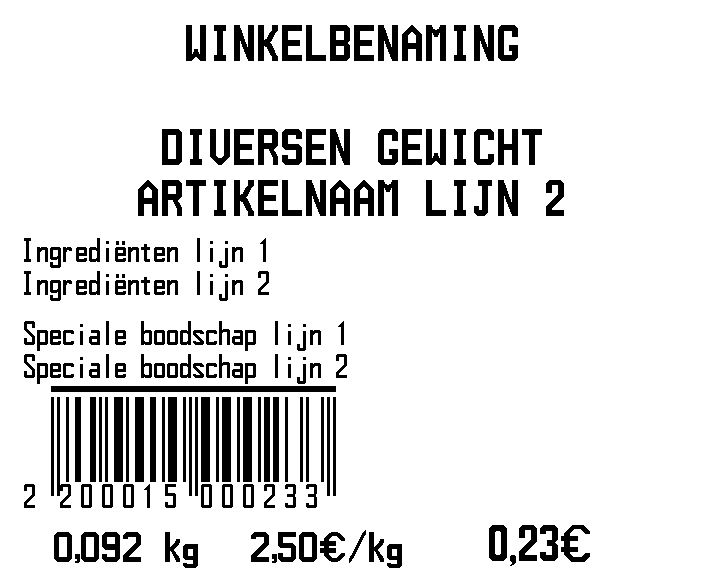 WINKELBENAMING
DIVERSEN GEWICHT
ARTIKELNAAM LIJN 2
Ingrediënten lijn 1
Ingrediënten lijn 2
Speciale boodschap lijn 1
Speciale boodschap lijn 2
2 200015 000233
0,092 kg 2,50€/kg 0,23€